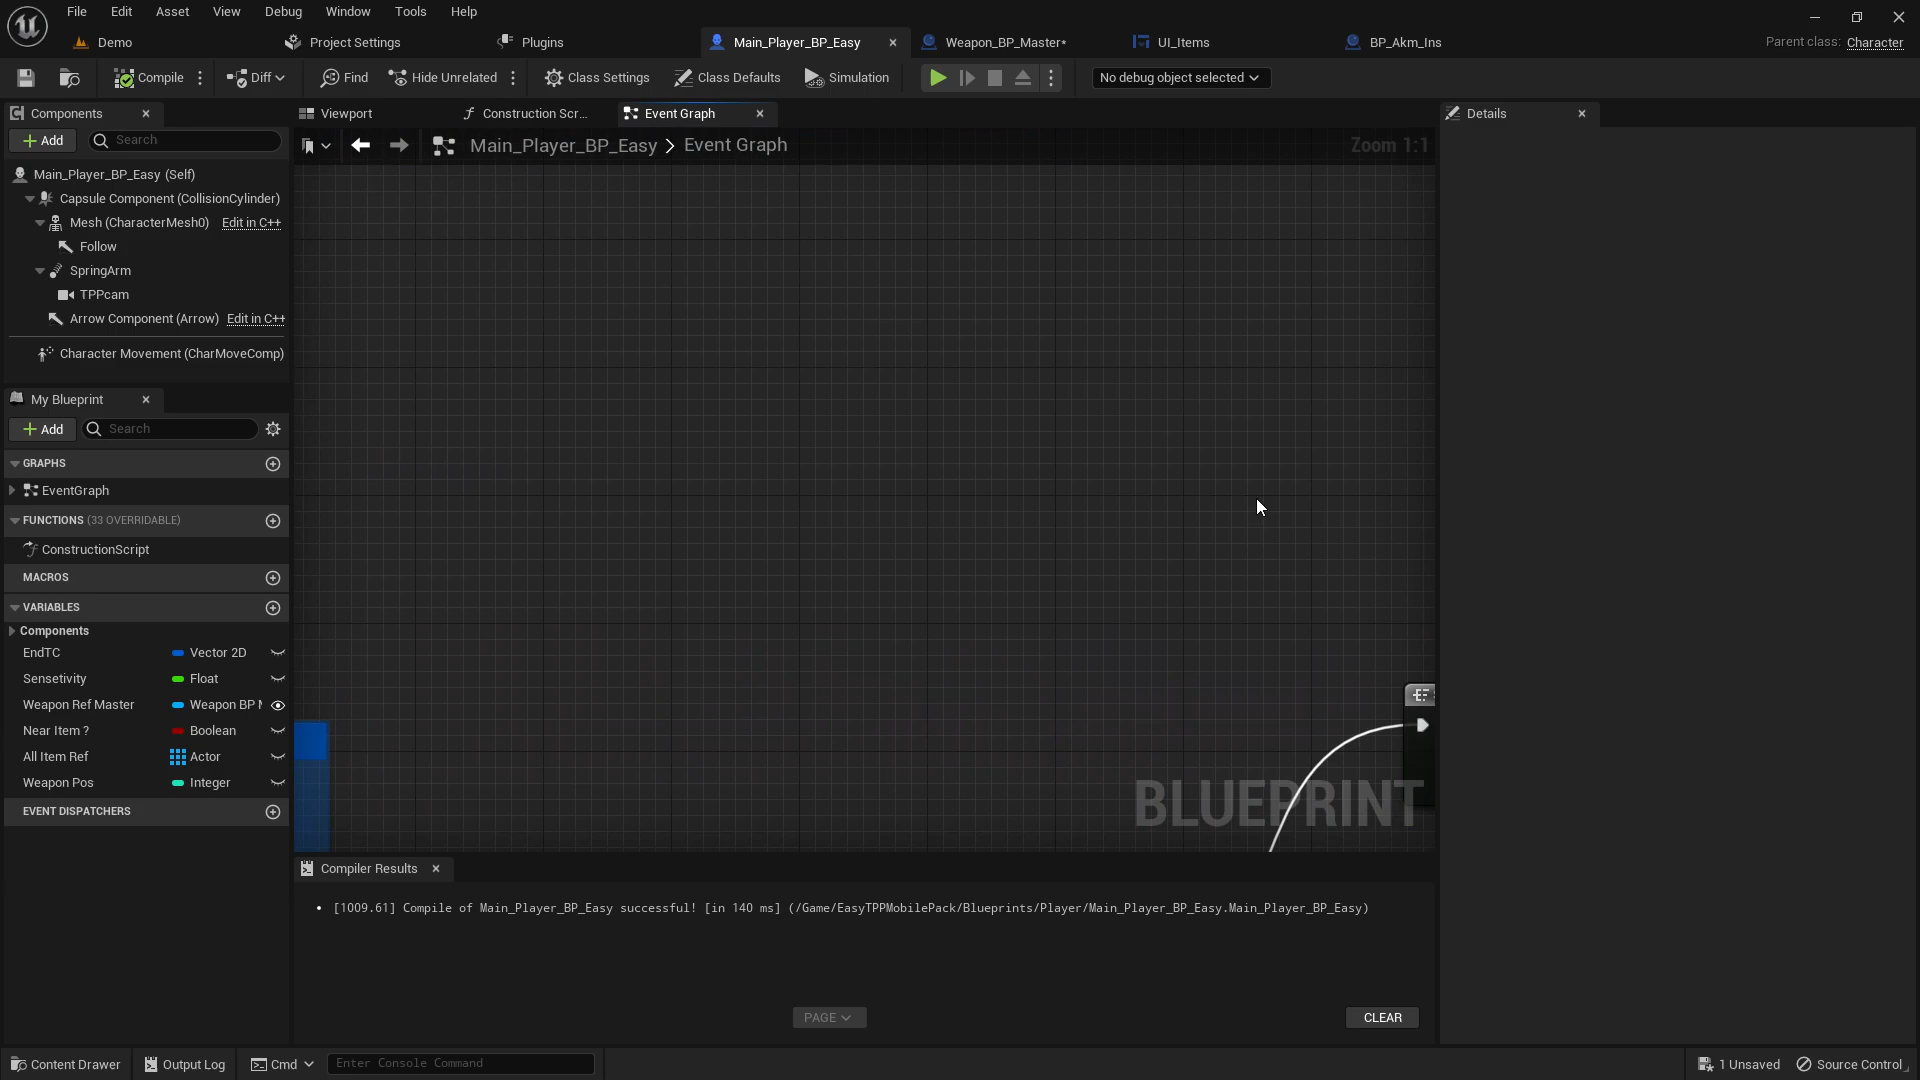 File Edit Asset View Debug Window Tools Help
Demo Project Settings Plugins Main_Player_BP_Easy Weapon_BP_Master* UI_Items BP_Akm_Ins Parent class: Character
Compile Diff Find Hide Unrelated Class Settings Class Defaults Simulation No debug object selected
Components Viewport Construction Scr... Event Graph Details
Add Search Main_Player_BP_Easy > Event Graph Zoom 1:1
Main_Player_BP_Easy (Self)
Capsule Component (CollisionCylinder)
Mesh (CharacterMesh0) Edit in C++
Follow
SpringArm
TPPcam
Arrow Component (Arrow) Edit in C++
Character Movement (CharMoveComp)
My Blueprint
Add Search
GRAPHS
EventGraph
FUNCTIONS (33 OVERRIDABLE)
ConstructionScript
MACROS
VARIABLES
Components
EndTC Vector 2D
Sensetivity Float
Weapon Ref Master Weapon BP
Near Item ? Boolean
All Item Ref Actor
Weapon Pos Integer
EVENT DISPATCHERS
BLUEPRINT
Compiler Results
• [1009.61] Compile of Main_Player_BP_Easy successful! [in 140 ms] (/Game/EasyTPPMobilePack/Blueprints/Player/Main_Player_BP_Easy.Main_Player_BP_Easy)
PAGE CLEAR
Content Drawer Output Log Cmd Enter Console Command 1 Unsaved Source Control